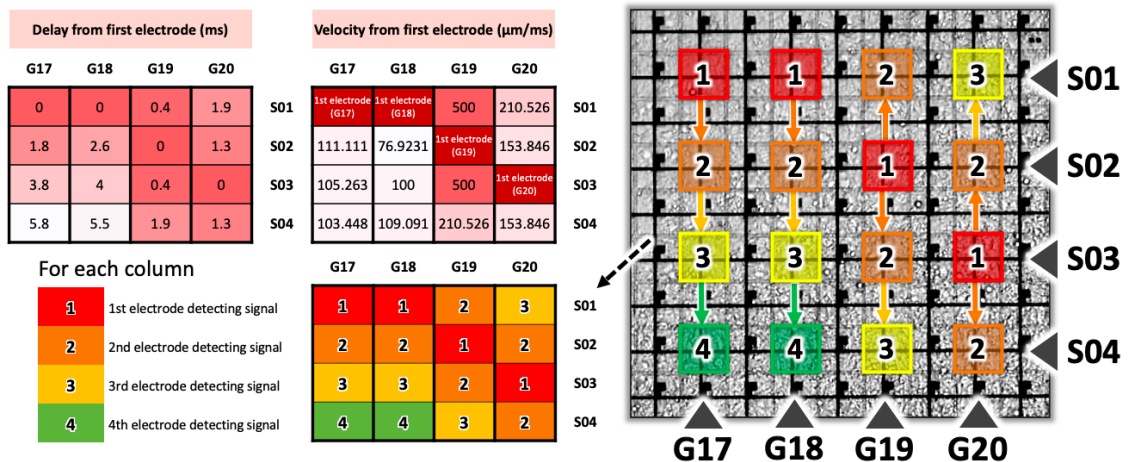 Delay from first electrode (ms)
G17 G18 G19 G20
0 0 0.4 1.9
1.8 2.6 0 1.3
3.8 4 0.4 0
5.8 5.5 1.9 1.3
Velocity from first electrode (μm/ms)
G17 G18 G19 G20
1st electrode (G17) 1st electrode (G18) 500 210.526 S01
111.111 76.9231 1st electrode (G19) 153.846 S02
105.263 100 500 1st electrode (G20) S03
103.448 109.091 210.526 153.846 S04
For each column
1 1st electrode detecting signal
2 2nd electrode detecting signal
3 3rd electrode detecting signal
4 4th electrode detecting signal
G17 G18 G19 G20
1 1 2 3 S01
2 2 1 2 S02
3 3 2 1 S03
4 4 3 2 S04
1 1 2 3 S01
2 2 1 2 S02
3 3 2 1 S03
4 4 3 2 S04
G17 G18 G19 G20